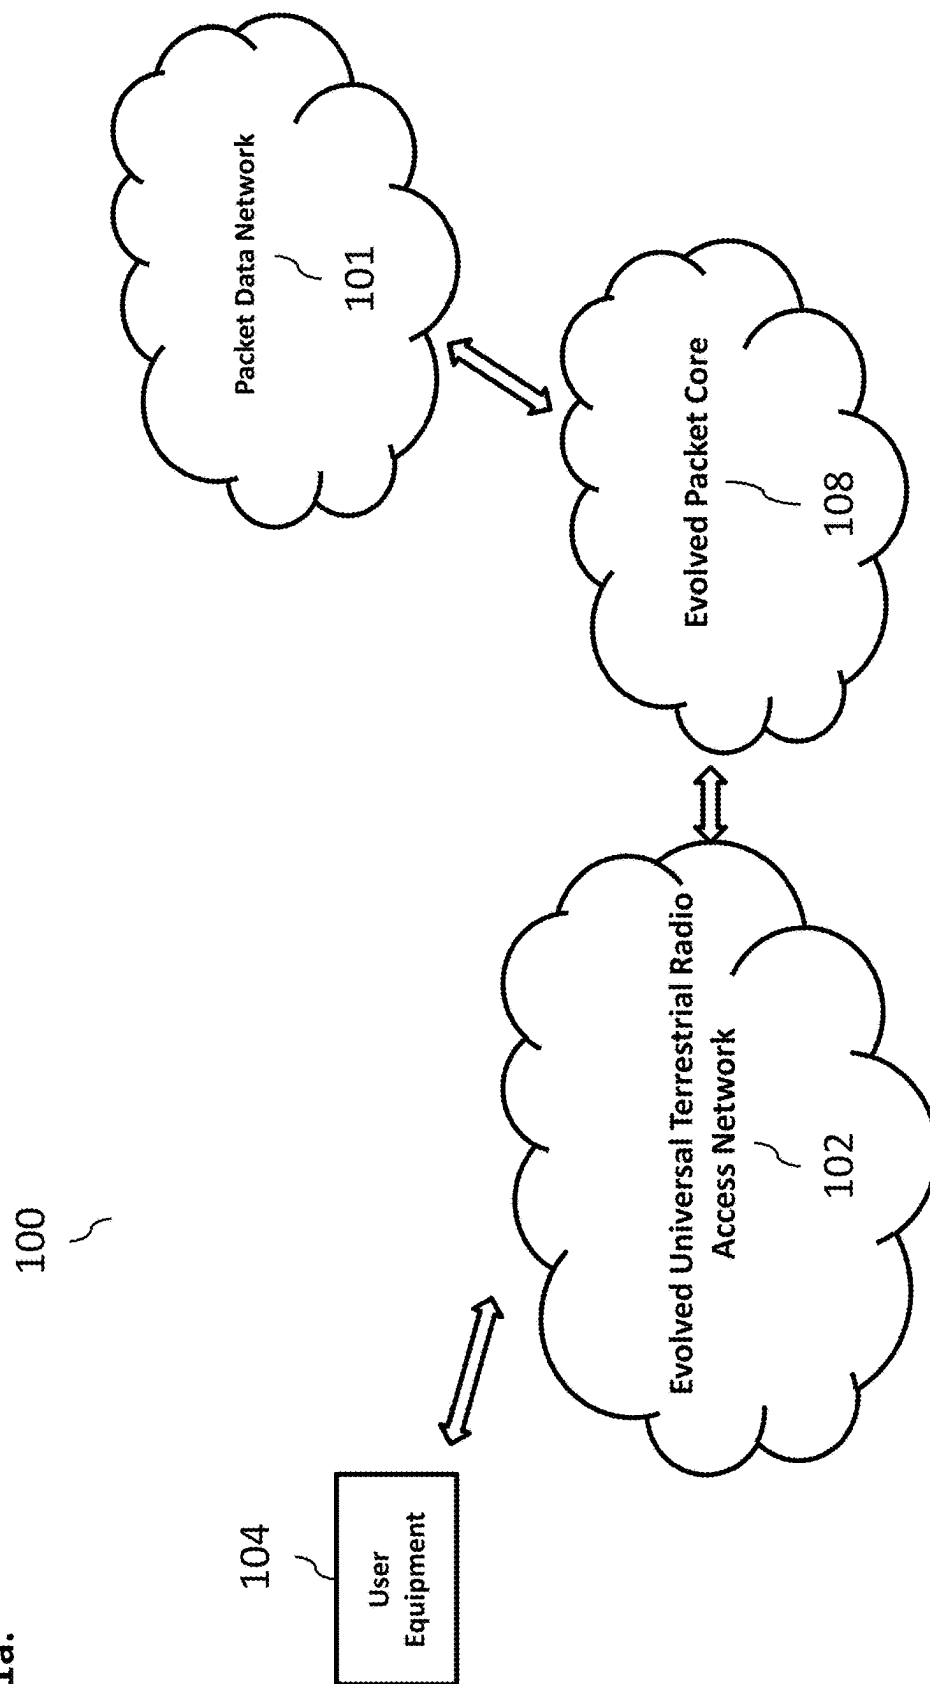 1a.
100
104
User
Equipment
Evolved Universal Terrestrial Radio
Access Network
102
Evolved Packet Core
108
Packet Data Network
101